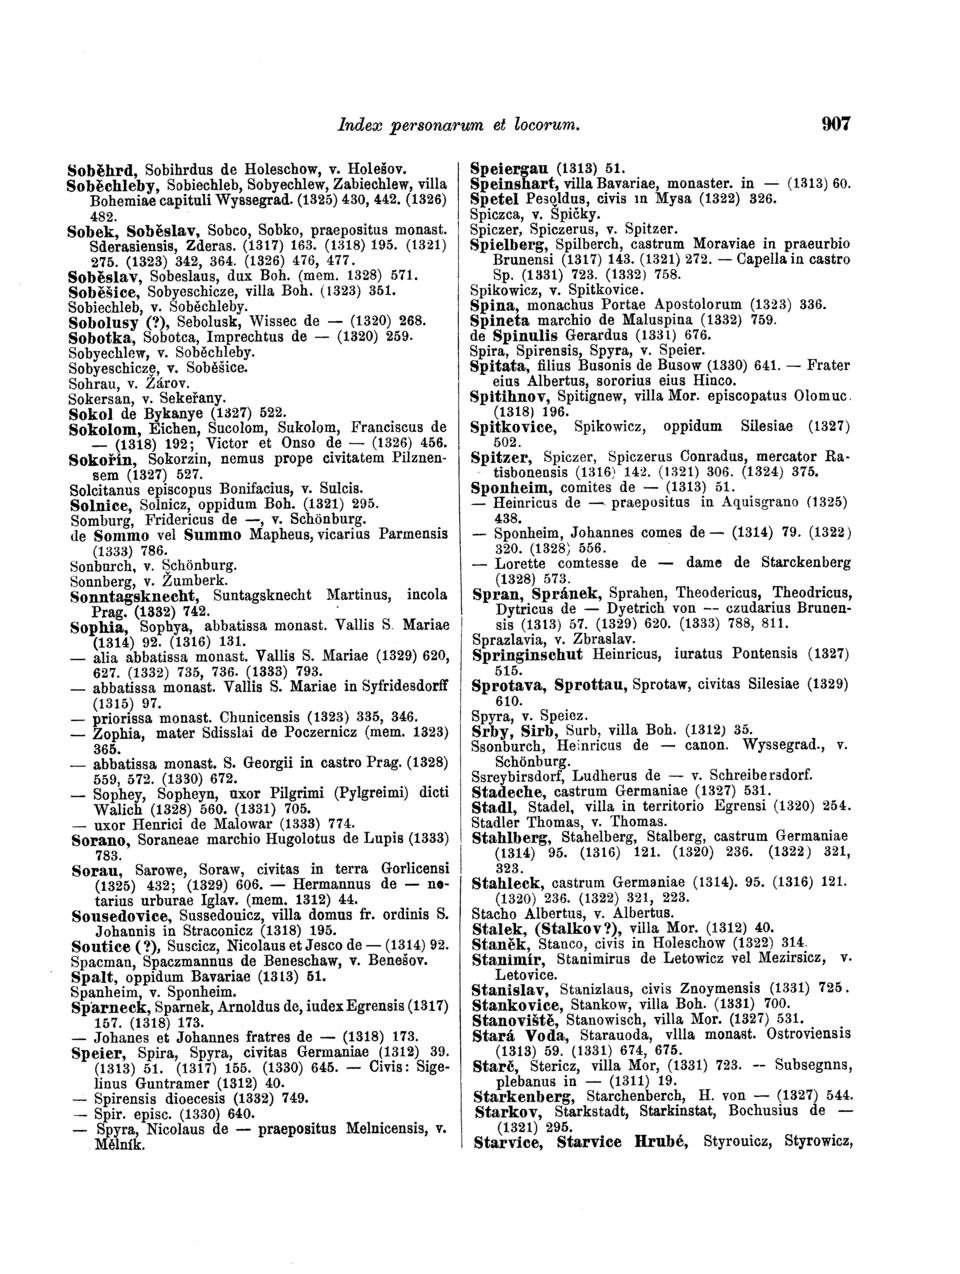 Index personarum et locorum.
907
Soběhrd, Sobihrdus de Holeschow, v. Holešov.
Soběchleby, Sobiechleb, Sobyechlew, Zabiechlew, villa
Bohemiae capituli Wyssegrad. (1325) 430, 442. (1326)
482.
Sobek, Soběslav, Sobco, Sobko, praepositus monast.
Sderasiensis, Zderas. (1317) 163. (1318) 195. (1321)
275. (1323) 342, 364. (1326) 476, 477.
Soběslav, Sobeslaus, dux Boh. (mem. 1328) 571.
Soběšice, Sobyeschicze, villa Boh. (1323) 351.
Sobiechleb, v. Soběchleby.
Sobolusy (?), Sebolusk, Wissec de — (1320) 268.
Sobotka, Sobotca, Imprechtus de — (1320) 259.
Sobyechlew, v. Soběchleby.
Sobyeschicze, v. Soběšice.
Sohrau, v. Žárov.
Sokersan, v. Sekeřany.
Sokol de Bykanye (1327) 522.
Sokolom, Eichen, Sucolom, Sukolom, Franciscus de
— (1318) 192; Victor et Onso de — (1326) 456.
Sokořín, Sokorzin, nemus prope civitatem Pilznen-
sem (1327) 527.
Solcitanus episcopus Bonifacius, v. Sulcis.
Solnice, Solnicz, oppidum Boh. (1321) 295.
Somburg, Fridericus de —, v. Schönburg.
de Sommo vel Summo Mapheus, vicarius Parmensis
(1333) 786.
Sonburch, v. Schönburg.
Sonnberg, v. Žumberk.
Sonntagsknecht, Suntagsknecht Martinus, incola
Prag. (1332) 742.
Sophia, Sophya, abbatissa monast. Vallis S. Mariae
(1314) 92. (1316) 131.
— alia abbatissa monast. Vallis S. Mariae (1329) 620,
627. (1332) 735, 736. (1333) 793.
— abbatissa monast. Vallis S. Mariae in Syfridesdorff
(1315) 97.
— priorissa monast. Chunicensis (1323) 335, 346.
— Zophia, mater Sdisslai de Poczernicz (mem. 1323)
365.
— abbatissa monast. S. Georgii in castro Prag. (1328)
559, 572. (1330) 672.
— Sophey, Sopheyn, uxor Pilgrimi (Pylgreimi) dicti
Walich (1328) 560. (1331) 705.
— uxor Henrici de Malowar (1333) 774.
Sorano, Soraneae marchio Hugolotus de Lupis (1333)
783.
Sorau, Sarowe, Soraw, civitas in terra Gorlicensi
(1325) 432; (1329) 606. — Hermannus de — no-
tarius urburae Iglav. (mem. 1312) 44.
Sousedovice, Sussedouicz, villa domus fr. ordinis S.
Johannis in Straconicz (1318) 195.
Soutice (?), Suscicz, Nicolaus et Jesco de — (1314) 92.
Spacman, Spaczmannus de Beneschaw, v. Benešov.
Spalt, oppidum Bavariae (1313) 51.
Spanheim, v. Sponheim.
Sparneck, Sparnek, Arnoldus de, iudex Egrensis (1317)
157. (1318) 173.
— Johanes et Johannes fratres de — (1318) 173.
Speier, Spira, Spyra, civitas Germaniae (1312) 39.
(1313) 51. (1317) 155. (1330) 645. — Civis: Sige-
linus Guntramer (1312) 40.
— Spirensis dioecesis (1332) 749.
— Spir. episc. (1330) 640.
— Spyra, Nicolaus de — praepositus Melnicensis, v.
Mělník.
Speiergau (1313) 51.
Speinshart, villa Bavariae, monaster. in — (1313) 60.
Spetel Pesoldus, civis in Mysa (1322) 326.
Spiczca, v. Špičky.
Spiczer, Spiczerus, v. Spitzer.
Spielberg, Spilberch, castrum Moraviae in praeurbio
Brunensi (1317) 143. (1321) 272. — Capella in castro
Sp. (1331) 723. (1332) 758.
Spikowicz, v. Spitkovice.
Spina, monachus Portae Apostolorum (1323) 336.
Spineta marchio de Maluspina (1332) 759.
de Spinulis Gerardus (1331) 676.
Spira, Spirensis, Spyra, v. Speier.
Spitata, filius Busonis de Busow (1330) 641. — Frater
eius Albertus, sororius eius Hinco.
Spitihnov, Spitignew, villa Mor. episcopatus Olomuc.
(1318) 196.
Spitkovice, Spikowicz, oppidum Silesiae (1327)
502.
Spitzer, Spiczer, Spiczerus Conradus, mercator Ra-
tisbonensis (1316) 142. (1321) 306. (1324) 375.
Sponheim, comites de — (1313) 51.
— Heinricus de — praepositus in Aquisgrano (1325)
438.
— Sponheim, Johannes comes de — (1314) 79. (1322)
320. (1328) 556.
— Lorette comtesse de — dame de Starckenberg
(1328) 573.
Spran, Spránek, Sprahen, Theodericus, Theodricus,
Dytricus de — Dyetrich von — czudarius Brunen-
sis (1313) 57. (1329) 620. (1333) 788, 811.
Sprazlavia, v. Zbraslav.
Springinschut Heinricus, iuratus Pontensis (1327)
515.
Sprotava, Sprottau, Sprotaw, civitas Silesiae (1329)
610.
Spyra, v. Speiez.
Srby, Sirb, Surb, villa Boh. (1312) 35.
Ssonburch, Heinricus de — canon. Wyssegrad., v.
Schönburg.
Ssreybirsdorf, Ludherus de — v. Schreibersdorf.
Stadeche, castrum Germaniae (1327) 531.
Stadl, Stadel, villa in territorio Egrensi (1320) 254.
Stadler Thomas, v. Thomas.
Stahlberg, Stahelberg, Stalberg, castrum Germaniae
(1314) 95. (1316) 121. (1320) 236. (1322) 321,
323.
Stahleck, castrum Germaniae (1314). 95. (1316) 121.
(1320) 236. (1322) 321, 223.
Stacho Albertus, v. Albertus.
Stalek, (Stalkov?), villa Mor. (1312) 40.
Staněk, Stanco, civis in Holeschow (1322) 314.
Stanimír, Stanimirus de Letowicz vel Mezirsicz, v.
Letovice.
Stanislav, Stanizlaus, civis Znoymensis (1331) 725.
Stankovice, Stankow, villa Boh. (1331) 700.
Stanoviště, Stanowisch, villa Mor. (1327) 531.
Stará Voda, Starauoda, vllla monast. Ostroviensis
(1313) 59. (1331) 674, 675.
Staré, Stericz, villa Mor, (1331) 723. -- Subsegnns,
plebanus in — (1311) 19.
Starkenberg, Starchenberch, H. von — (1327) 544.
Starkov, Starkstadt, Starkinstat, Bochusius de —
(1321) 295.
Starvice, Starvice Hrubé, Styrouicz, Styrowicz,